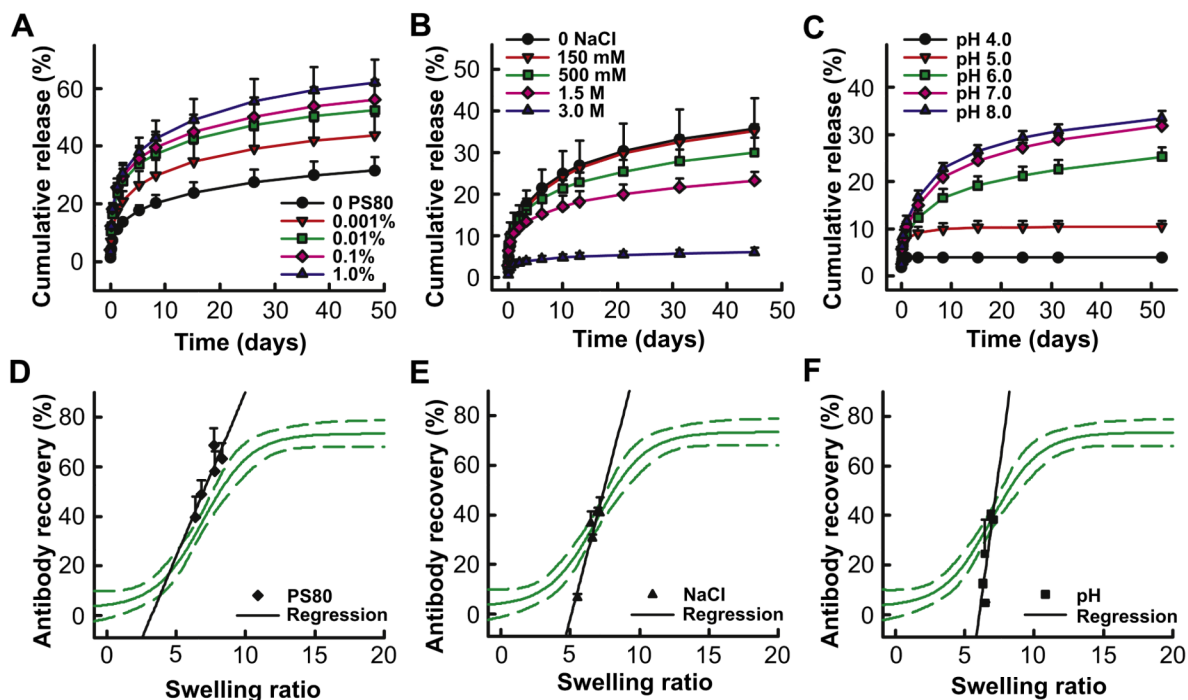 A
Cumulative release (%)
60
40
20
0
0 10 20 30 40 50
Time (days)
0 PS80
0.001%
0.01%
0.1%
1.0%
B
Cumulative release (%)
50
40
30
20
10
0
0 10 20 30 40 50
Time (days)
0 NaCl
150 mM
500 mM
1.5 M
3.0 M
C
Cumulative release (%)
50
40
30
20
10
0
0 10 20 30 40 50
Time (days)
pH 4.0
pH 5.0
pH 6.0
pH 7.0
pH 8.0
D
Antibody recovery (%)
80
60
40
20
0
0 5 10 15 20
Swelling ratio
PS80
Regression
E
Antibody recovery (%)
80
60
40
20
0
0 5 10 15 20
Swelling ratio
NaCl
Regression
F
Antibody recovery (%)
80
60
40
20
0
0 5 10 15 20
Swelling ratio
pH
Regression